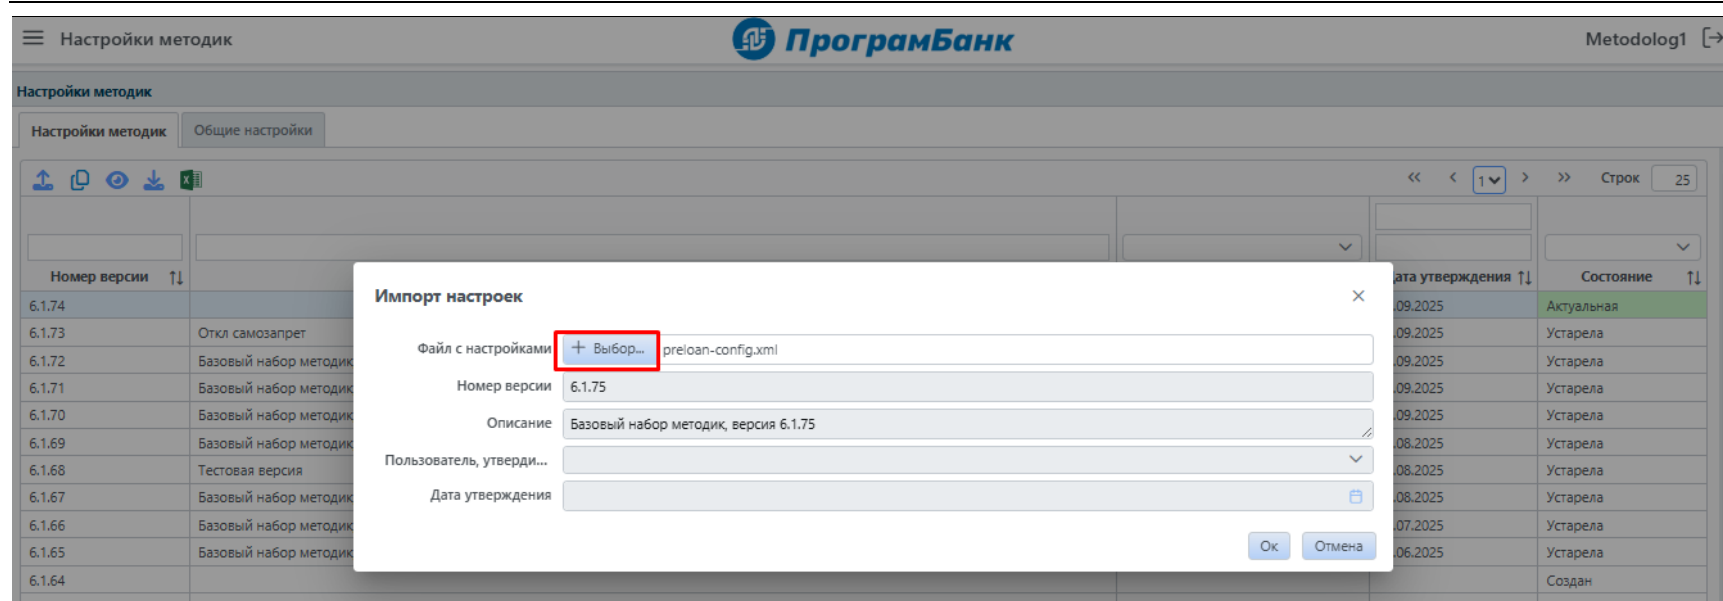 Настройки методик
ПрограмБанк
Metodolog1
Настройки методик
Настройки методик Общие настройки
1 Строк 25
Номер версии ата утверждения Состояние
6.1.74 .09.2025 Актуальная
6.1.73 Откл самозапрет .09.2025 Устарела
6.1.72 Базовый набор методик .09.2025 Устарела
6.1.71 Базовый набор методик .09.2025 Устарела
6.1.70 Базовый набор методик .09.2025 Устарела
6.1.69 Базовый набор методик .08.2025 Устарела
6.1.68 Тестовая версия .08.2025 Устарела
6.1.67 Базовый набор методик .08.2025 Устарела
6.1.66 Базовый набор методик .07.2025 Устарела
6.1.65 Базовый набор методик .06.2025 Устарела
6.1.64 Создан
Импорт настроек
Файл с настройками + Выбор... preloan-config.xml
Номер версии 6.1.75
Описание Базовый набор методик, версия 6.1.75
Пользователь, утверди...
Дата утверждения
Ок Отмена